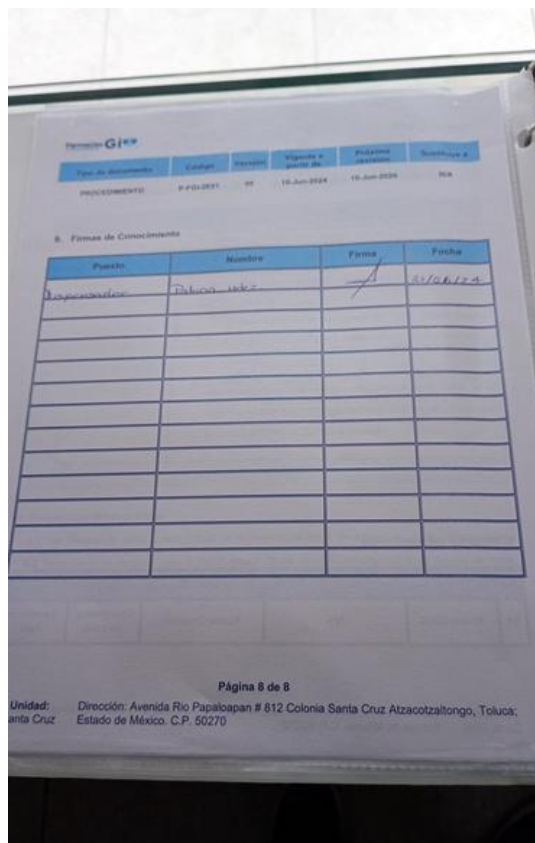 Farmacias Gi
Tipo de documento Código Versión Vigente a partir de Próxima revisión Sustituye a
PROCEDIMIENTO 10-Jun-2024 10-Jun-2026 N/A
Firmas de Conocimiento
Puesto Nombre Firma Fecha
Página 8 de 8
Unidad: Dirección: Avenida Rio Papaloapan # 812 Colonia Santa Cruz Atzacotzaltongo, Toluca;
anta Cruz Estado de México. C.P. 50270